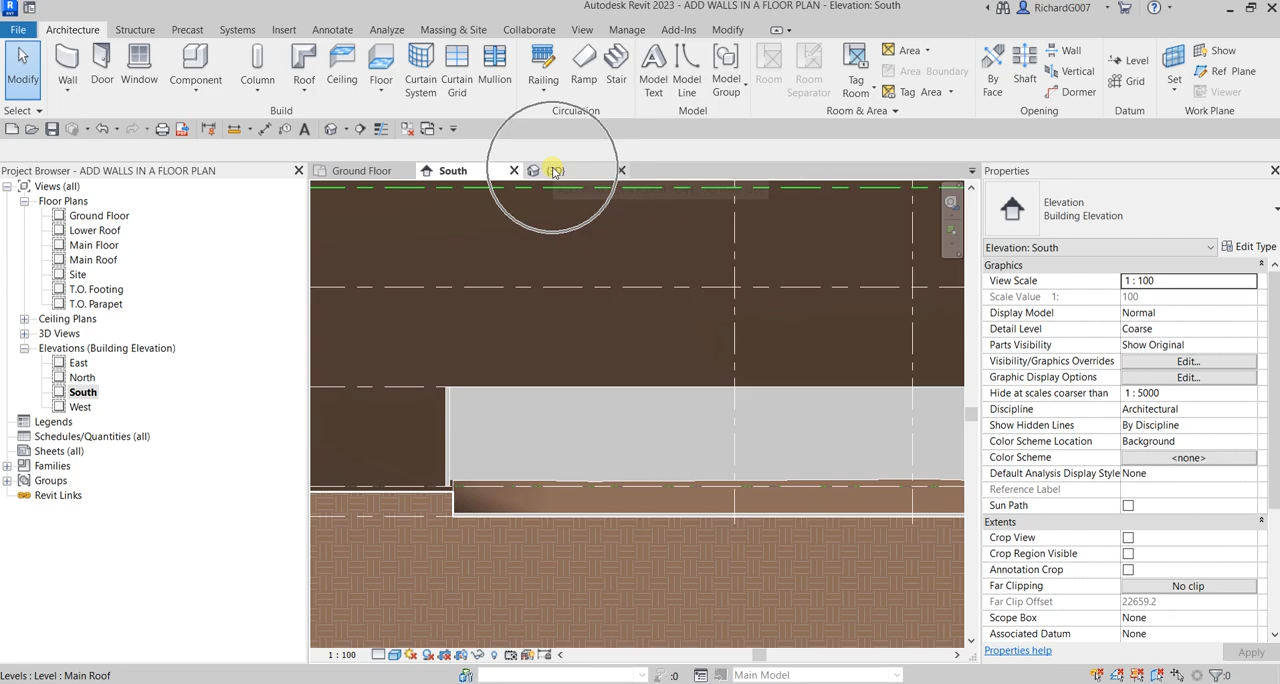 Autodesk Revit 2023 - ADD WALLS IN A FLOOR PLAN - Elevation: South
RichardG007
File Architecture Structure Precast Systems Insert Annotate Analyze Massing & Site Collaborate View Manage Add-Ins Modify
Modify Wall Door Window Component Column Roof Ceiling Floor Curtain System Curtain Grid Mullion Railing Ramp Stair Model Text Model Line Model Group Room Room Separator Tag Room Area Area Boundary Tag Area By Face Shaft Wall Vertical Dormer Level Grid Set Show Ref Plane Viewer
Select Build Circulation Model Room & Area Opening Datum Work Plane
Project Browser - ADD WALLS IN A FLOOR PLAN
Ground Floor South
Properties
Views (all)
Floor Plans
Ground Floor
Lower Roof
Main Floor
Main Roof
Site
T.O. Footing
T.O. Parapet
Ceiling Plans
3D Views
Elevations (Building Elevation)
East
North
South
West
Legends
Schedules/Quantities (all)
Sheets (all)
Families
Groups
Revit Links
Elevation
Building Elevation
Elevation: South Edit Type
Graphics
View Scale 1 : 100
Scale Value 1: 100
Display Model Normal
Detail Level Coarse
Parts Visibility Show Original
Visibility/Graphics Overrides Edit...
Graphic Display Options Edit...
Hide at scales coarser than 1 : 5000
Discipline Architectural
Show Hidden Lines By Discipline
Color Scheme Location Background
Color Scheme <none>
Default Analysis Display Style None
Reference Label
Sun Path
Extents
Crop View
Crop Region Visible
Annotation Crop
Far Clipping No clip
Far Clip Offset 22659.2
Scope Box None
Associated Datum None
Properties help Apply
1 : 100
Levels : Level : Main Roof
:0 Main Model :0